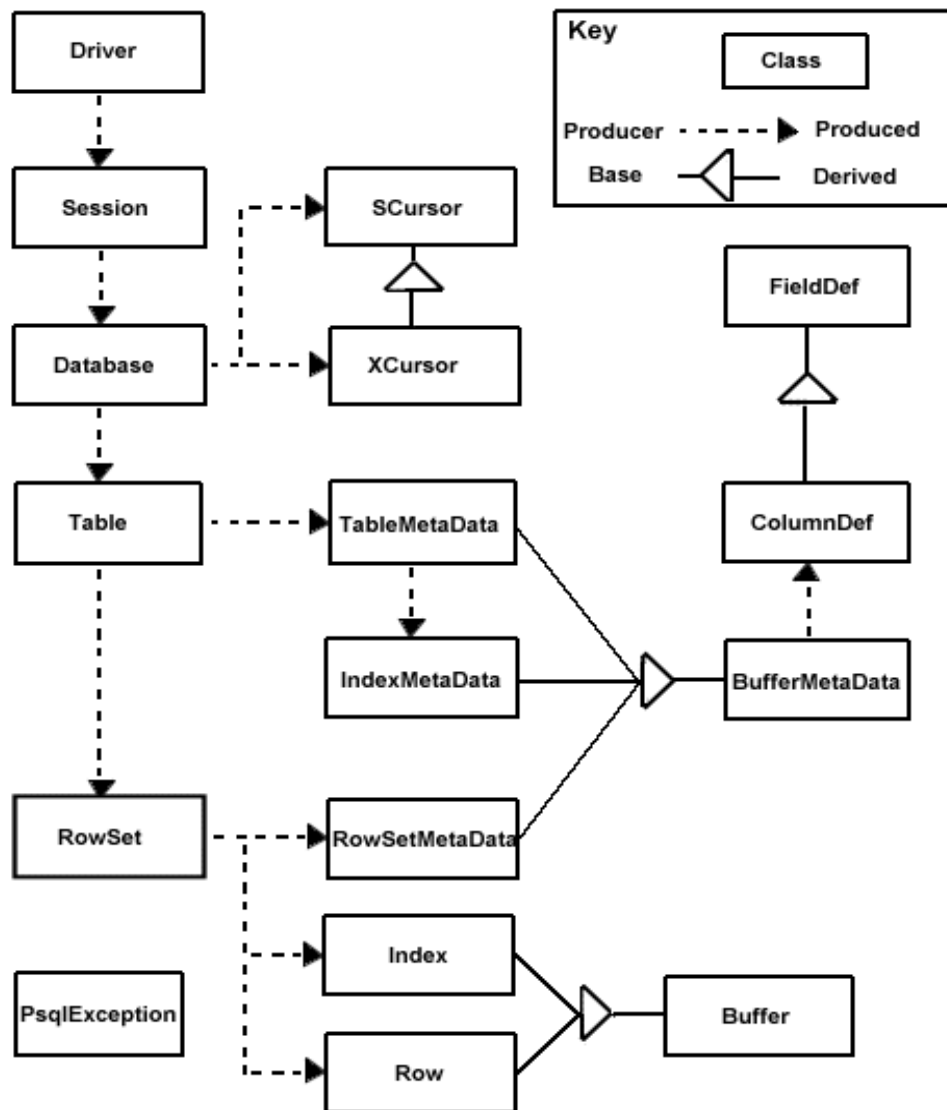 Driver
Key
Class
Producer
Produced
Base
Derived
Session
SCursor
FieldDef
Database
XCursor
Table
TableMetaData
ColumnDef
IndexMetaData
BufferMetaData
RowSet
RowSetMetaData
Index
PsqlException
Buffer
Row